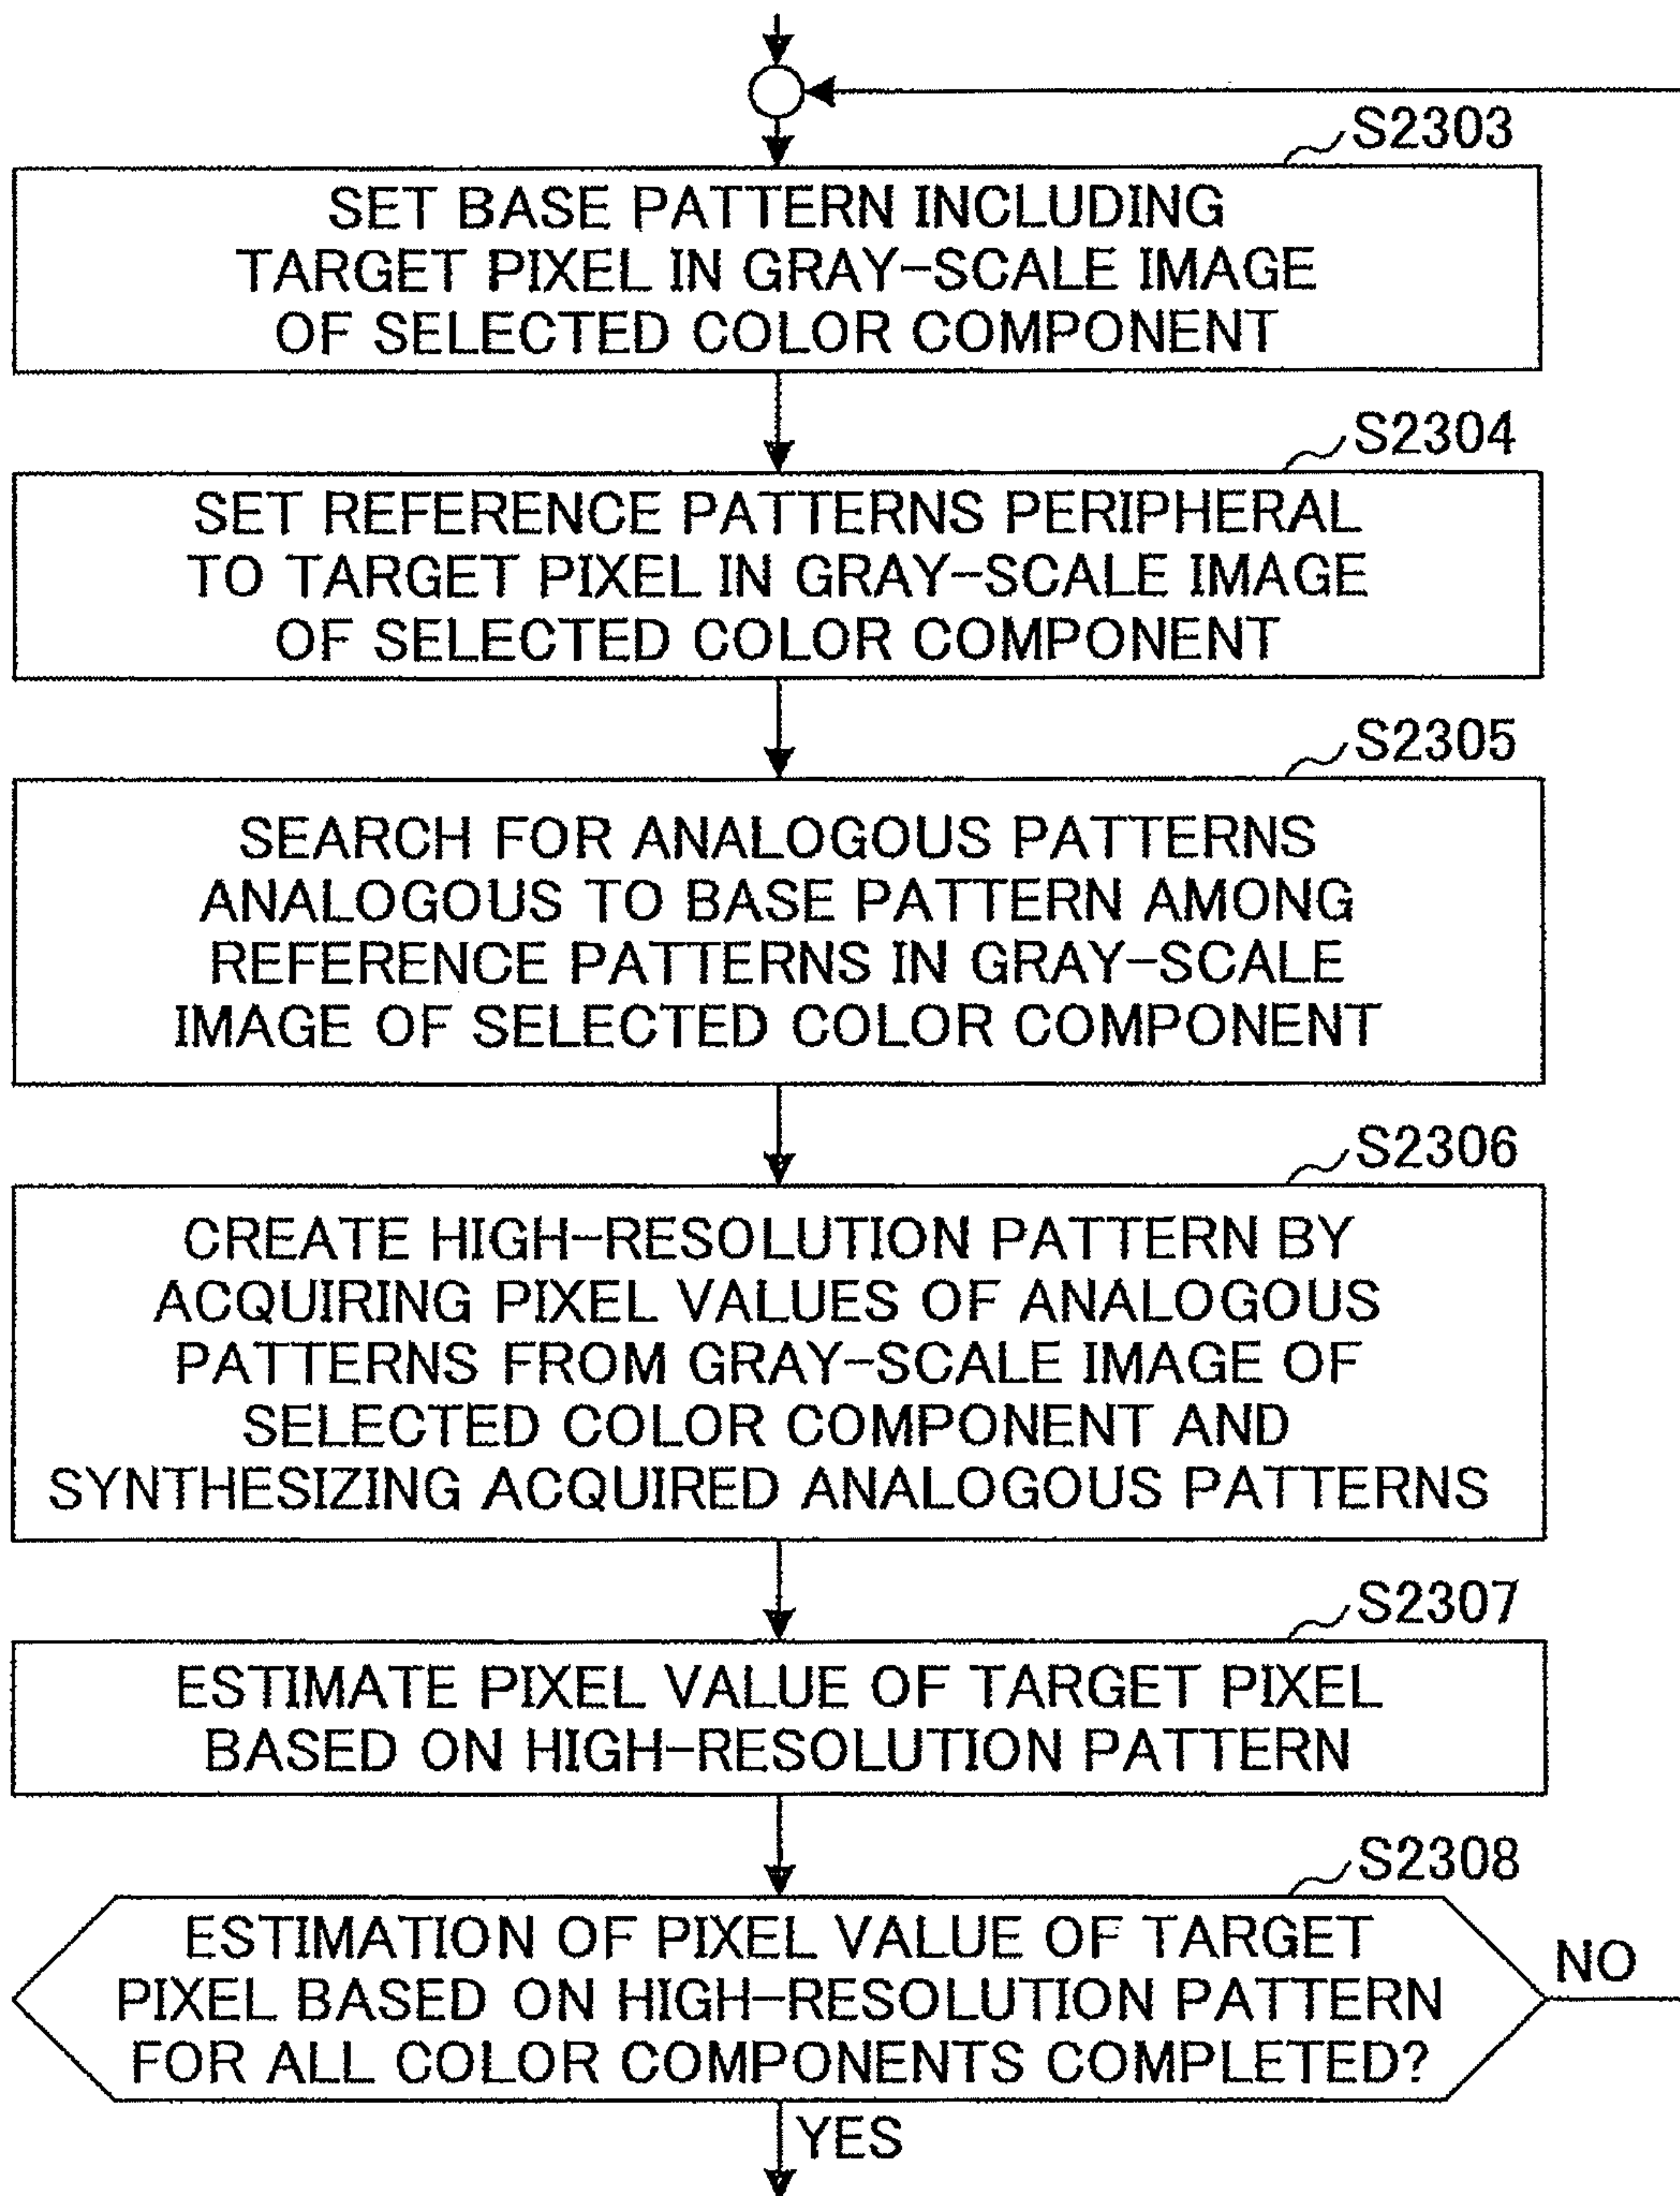 S2303
SET BASE PATTERN INCLUDING
TARGET PIXEL IN GRAY-SCALE IMAGE
OF SELECTED COLOR COMPONENT
S2304
SET REFERENCE PATTERNS PERIPHERAL
TO TARGET PIXEL IN GRAY-SCALE IMAGE
OF SELECTED COLOR COMPONENT
S2305
SEARCH FOR ANALOGOUS PATTERNS
ANALOGOUS TO BASE PATTERN AMONG
REFERENCE PATTERNS IN GRAY-SCALE
IMAGE OF SELECTED COLOR COMPONENT
S2306
CREATE HIGH-RESOLUTION PATTERN BY
ACQUIRING PIXEL VALUES OF ANALOGOUS
PATTERNS FROM GRAY-SCALE IMAGE OF
SELECTED COLOR COMPONENT AND
SYNTHESIZING ACQUIRED ANALOGOUS PATTERNS
S2307
ESTIMATE PIXEL VALUE OF TARGET PIXEL
BASED ON HIGH-RESOLUTION PATTERN
S2308
ESTIMATION OF PIXEL VALUE OF TARGET
PIXEL BASED ON HIGH-RESOLUTION PATTERN
FOR ALL COLOR COMPONENTS COMPLETED?
NO
YES